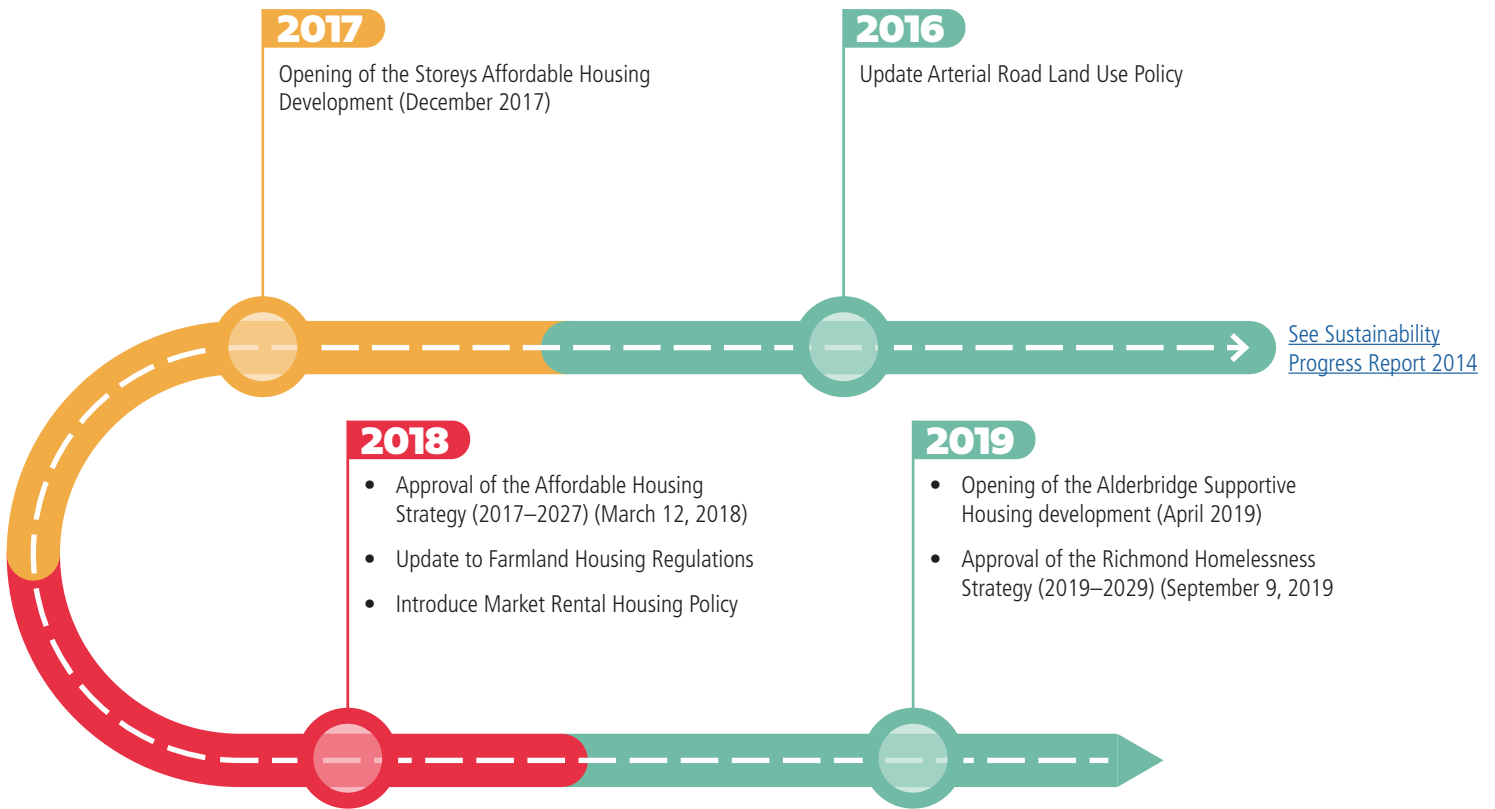 2017
Opening of the Storeys Affordable Housing
Development (December 2017)
2016
Update Arterial Road Land Use Policy
See Sustainability
Progress Report 2014
2018
• Approval of the Affordable Housing
Strategy (2017–2027) (March 12, 2018)
• Update to Farmland Housing Regulations
• Introduce Market Rental Housing Policy
2019
• Opening of the Alderbridge Supportive
Housing development (April 2019)
• Approval of the Richmond Homelessness
Strategy (2019–2029) (September 9, 2019